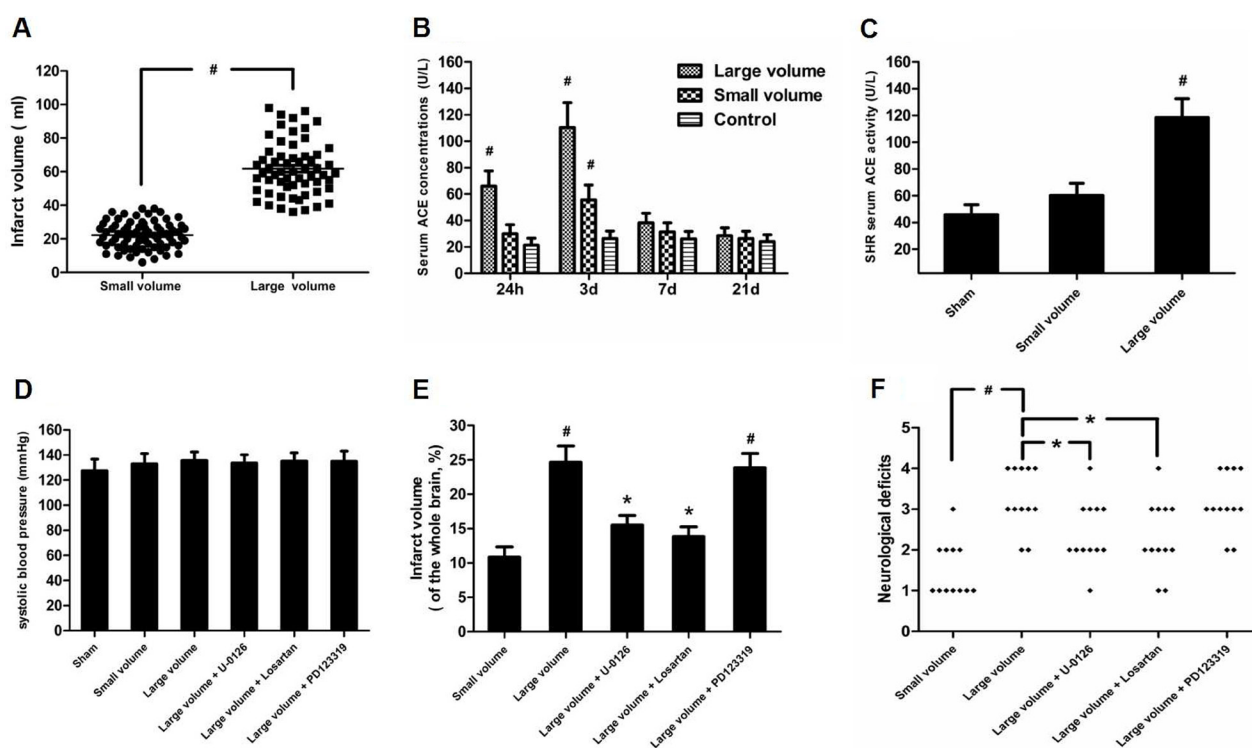 A
#
Infarct volume ( ml)
120
100
80
60
40
20
0
Small volume
Large volume
B
Serum ACE concentrations (U/L)
160
140
120
100
80
60
40
20
0
#
#
#
Large volume
Small volume
Control
24h
3d
7d
21d
C
SHR serum ACE activity (U/L)
160
140
120
100
80
60
40
20
#
Sham
Small volume
Large volume
D
systolic blood pressure (mmHg)
160
140
120
100
80
60
40
20
0
Sham
Small volume
Large volume
Large volume + U-0126
Large volume + Losartan
Large volume + PD123319
E
Infarct volume
( of the whole brain, %)
30
25
20
15
10
5
0
#
*
*
#
Small volume
Large volume
Large volume + U-0126
Large volume + Losartan
Large volume + PD123319
F
#
*
*
Neurological deficits
5
4
3
2
1
0
Small volume
Large volume
Large volume + U-0126
Large volume + Losartan
Large volume + PD123319